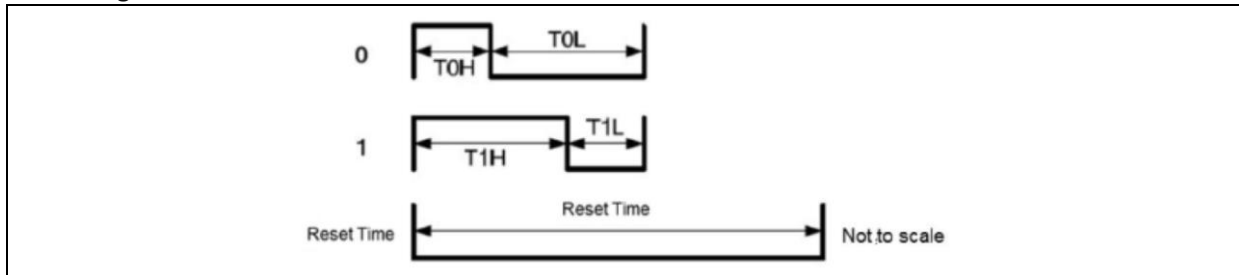 0 T0H T0L
1 T1H T1L
Reset Time Reset Time Not to scale